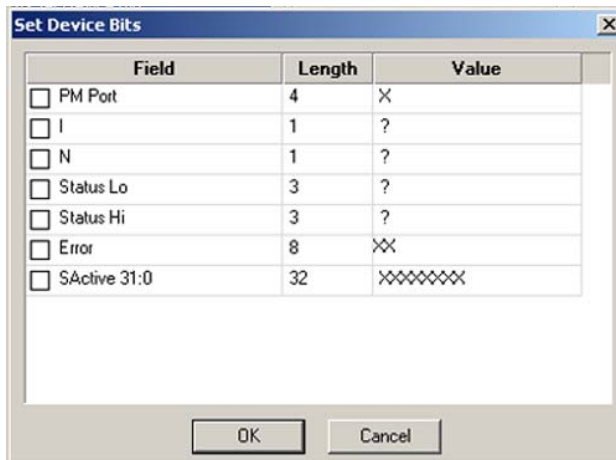 Set Device Bits
Field Length Value
PM Port 4 X
I 1 ?
N 1 ?
Status Lo 3 ?
Status Hi 3 ?
Error 8 XX
SActive 31:0 32 XXXXXXXX
OK Cancel